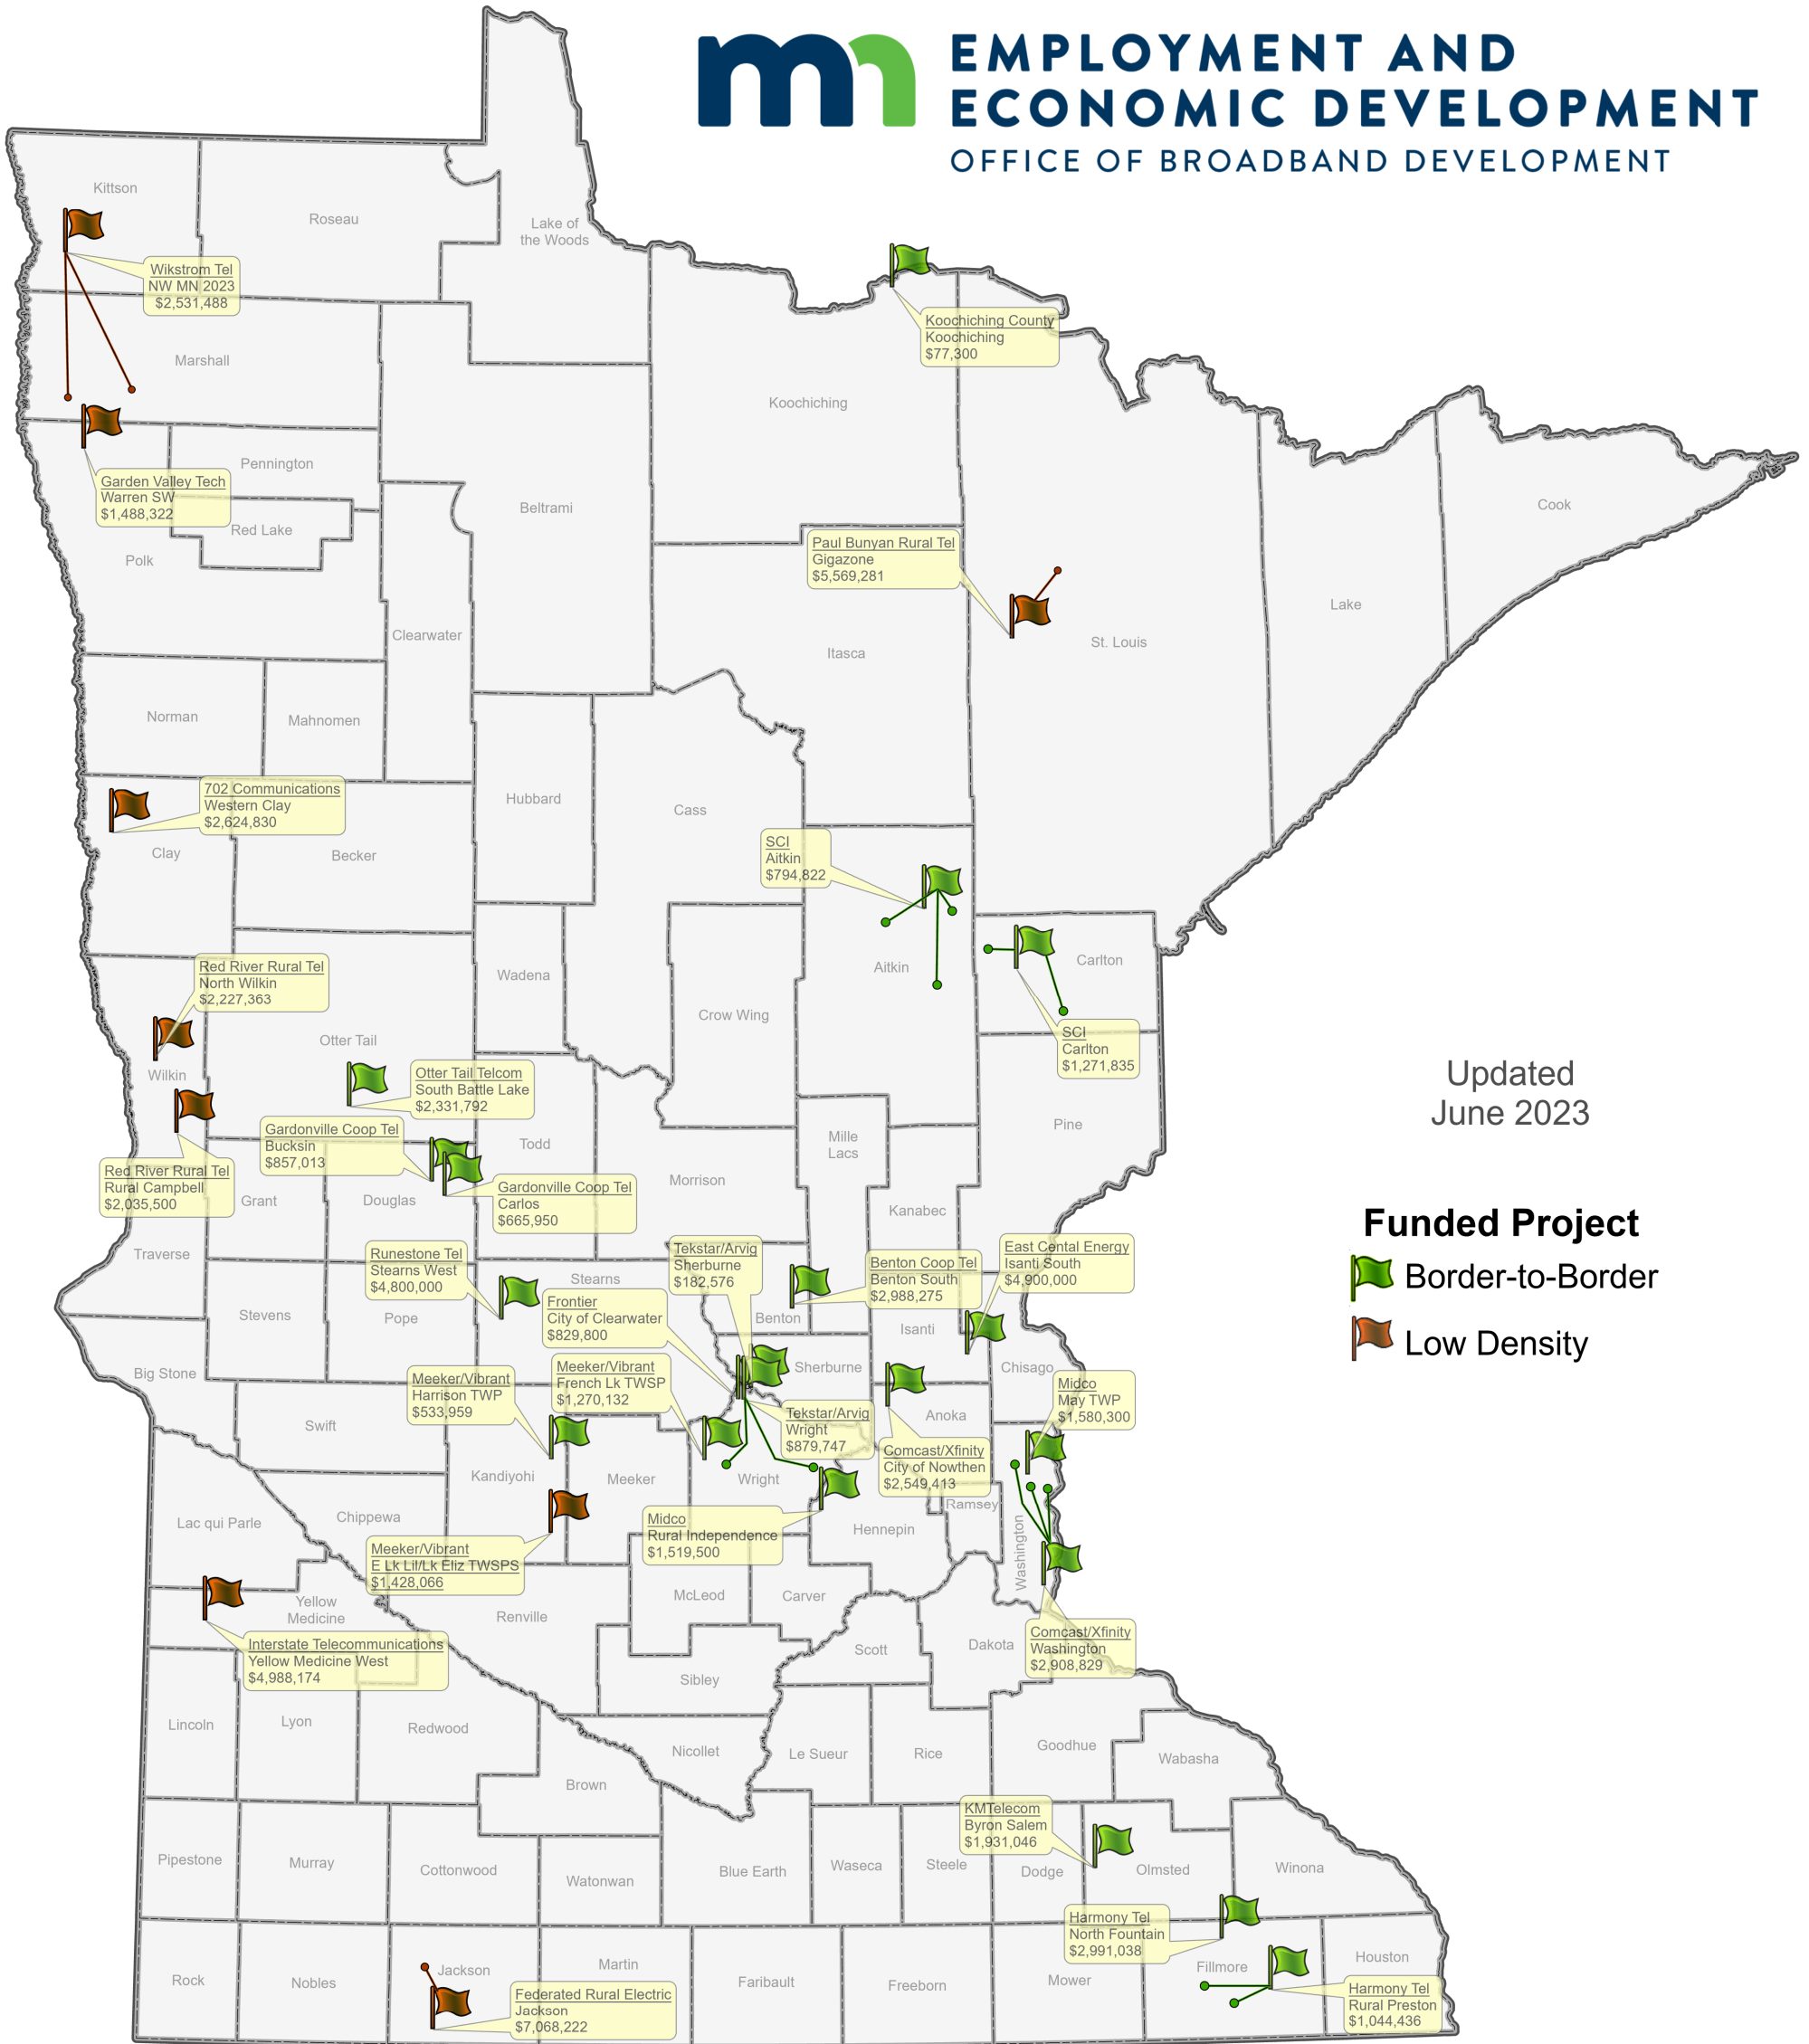 EMPLOYMENT AND
ECONOMIC DEVELOPMENT
OFFICE OF BROADBAND DEVELOPMENT
Kittson
Roseau
Lake of
the Woods
Wikstrom Tel
NW MN 2023
$2,531,488
Koochiching County
Koochiching
$77,300
Marshall
Koochiching
Pennington
Garden Valley Tech
Warren SW
$1,488,322
Red Lake
Beltrami
Cook
Polk
Paul Bunyan Rural Tel
Gigazone
$5,569,281
Lake
Clearwater
St. Louis
Itasca
Norman
Mahnomen
702 Communications
Western Clay
$2,624,830
Hubbard
Cass
Clay
Becker
SCI
Aitkin
$794,822
Red River Rural Tel
North Wilkin
$2,227,363
Wadena
Aitkin
Carlton
Crow Wing
Otter Tail
SCI
Carlton
$1,271,835
Wilkin
Otter Tail Telcom
South Battle Lake
$2,331,792
Updated
June 2023
Gardonville Coop Tel
Bucksin
$857,013
Todd
Mille
Lacs
Pine
Red River Rural Tel
Rural Campbell
$2,035,500
Grant
Douglas
Gardonville Coop Tel
Carlos
$665,950
Morrison
Kanabec
Funded Project
Border-to-Border
Low Density
Traverse
Runestone Tel
Stearns West
$4,800,000
Stearns
Tekstar/Arvig
Sherburne
$182,576
Benton Coop Tel
Benton South
$2,988,275
East Cental Energy
Isanti South
$4,900,000
Stevens
Pope
Frontier
City of Clearwater
$829,800
Benton
Isanti
Big Stone
Meeker/Vibrant
Harrison TWP
$533,959
Meeker/Vibrant
French Lk TWSP
$1,270,132
Sherburne
Chisago
Midco
May TWP
$1,580,300
Swift
Tekstar/Arvig
Wright
$879,747
Anoka
Comcast/Xfinity
City of Nowthen
$2,549,413
Kandiyohi
Meeker
Wright
Ramsey
Lac qui Parle
Chippewa
Midco
Rural Independence
$1,519,500
Hennepin
Washington
Meeker/Vibrant
E Lk Lil/Lk Eliz TWSPS
$1,428,066
McLeod
Carver
Yellow
Medicine
Renville
Interstate Telecommunications
Yellow Medicine West
$4,988,174
Scott
Dakota
Comcast/Xfinity
Washington
$2,908,829
Sibley
Lincoln
Lyon
Redwood
Nicollet
Le Sueur
Rice
Goodhue
Wabasha
Brown
KMTelecom
Byron Salem
$1,931,046
Pipestone
Murray
Cottonwood
Watonwan
Blue Earth
Waseca
Steele
Dodge
Olmsted
Winona
Harmony Tel
North Fountain
$2,991,038
Rock
Nobles
Jackson
Martin
Faribault
Freeborn
Mower
Fillmore
Houston
Federated Rural Electric
Jackson
$7,068,222
Harmony Tel
Rural Preston
$1,044,436